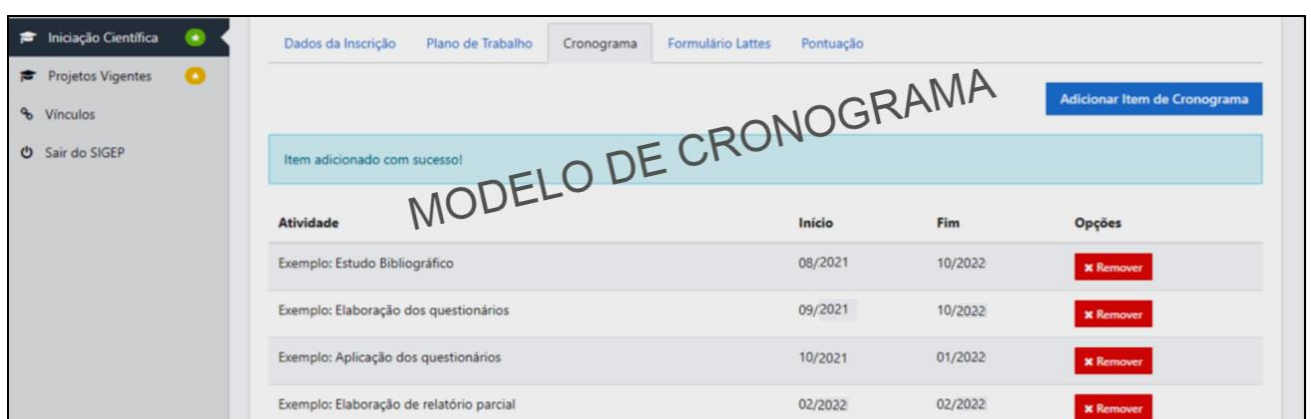 Iniciação Científica
Projetos Vigentes
Vínculos
Sair do SIGEP
Dados da Inscrição Plano de Trabalho Cronograma Formulário Lattes Pontuação
MODELO DE CRONOGRAMA
Adicionar Item de Cronograma
Item adicionado com sucesso!
Atividade Início Fim Opções
Exemplo: Estudo Bibliográfico 08/2021 10/2022 Remover
Exemplo: Elaboração dos questionários 09/2021 10/2022 Remover
Exemplo: Aplicação dos questionários 10/2021 01/2022 Remover
Exemplo: Elaboração de relatório parcial 02/2022 02/2022 Remover